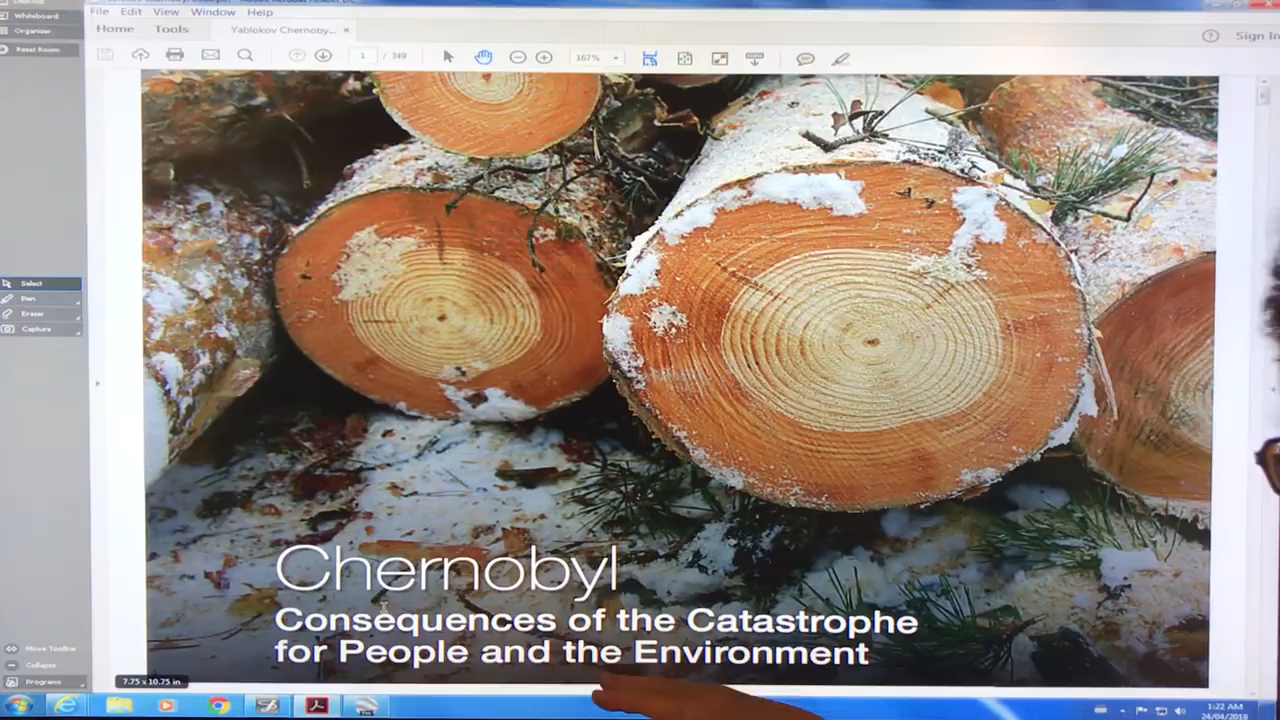 Whiteboard
Organiser
Reset Room
File Edit View Window Help
Home Tools Yablokov Chernoby... ×
Sign In
1 / 349
167%
Select
Pen
Eraser
Capture
Chernobyl
Consequences of the Catastrophe
for People and the Environment
Move Toolbar
Collapse
Programs
7.75 x 10.75 in
1:22 AM
24/04/2018